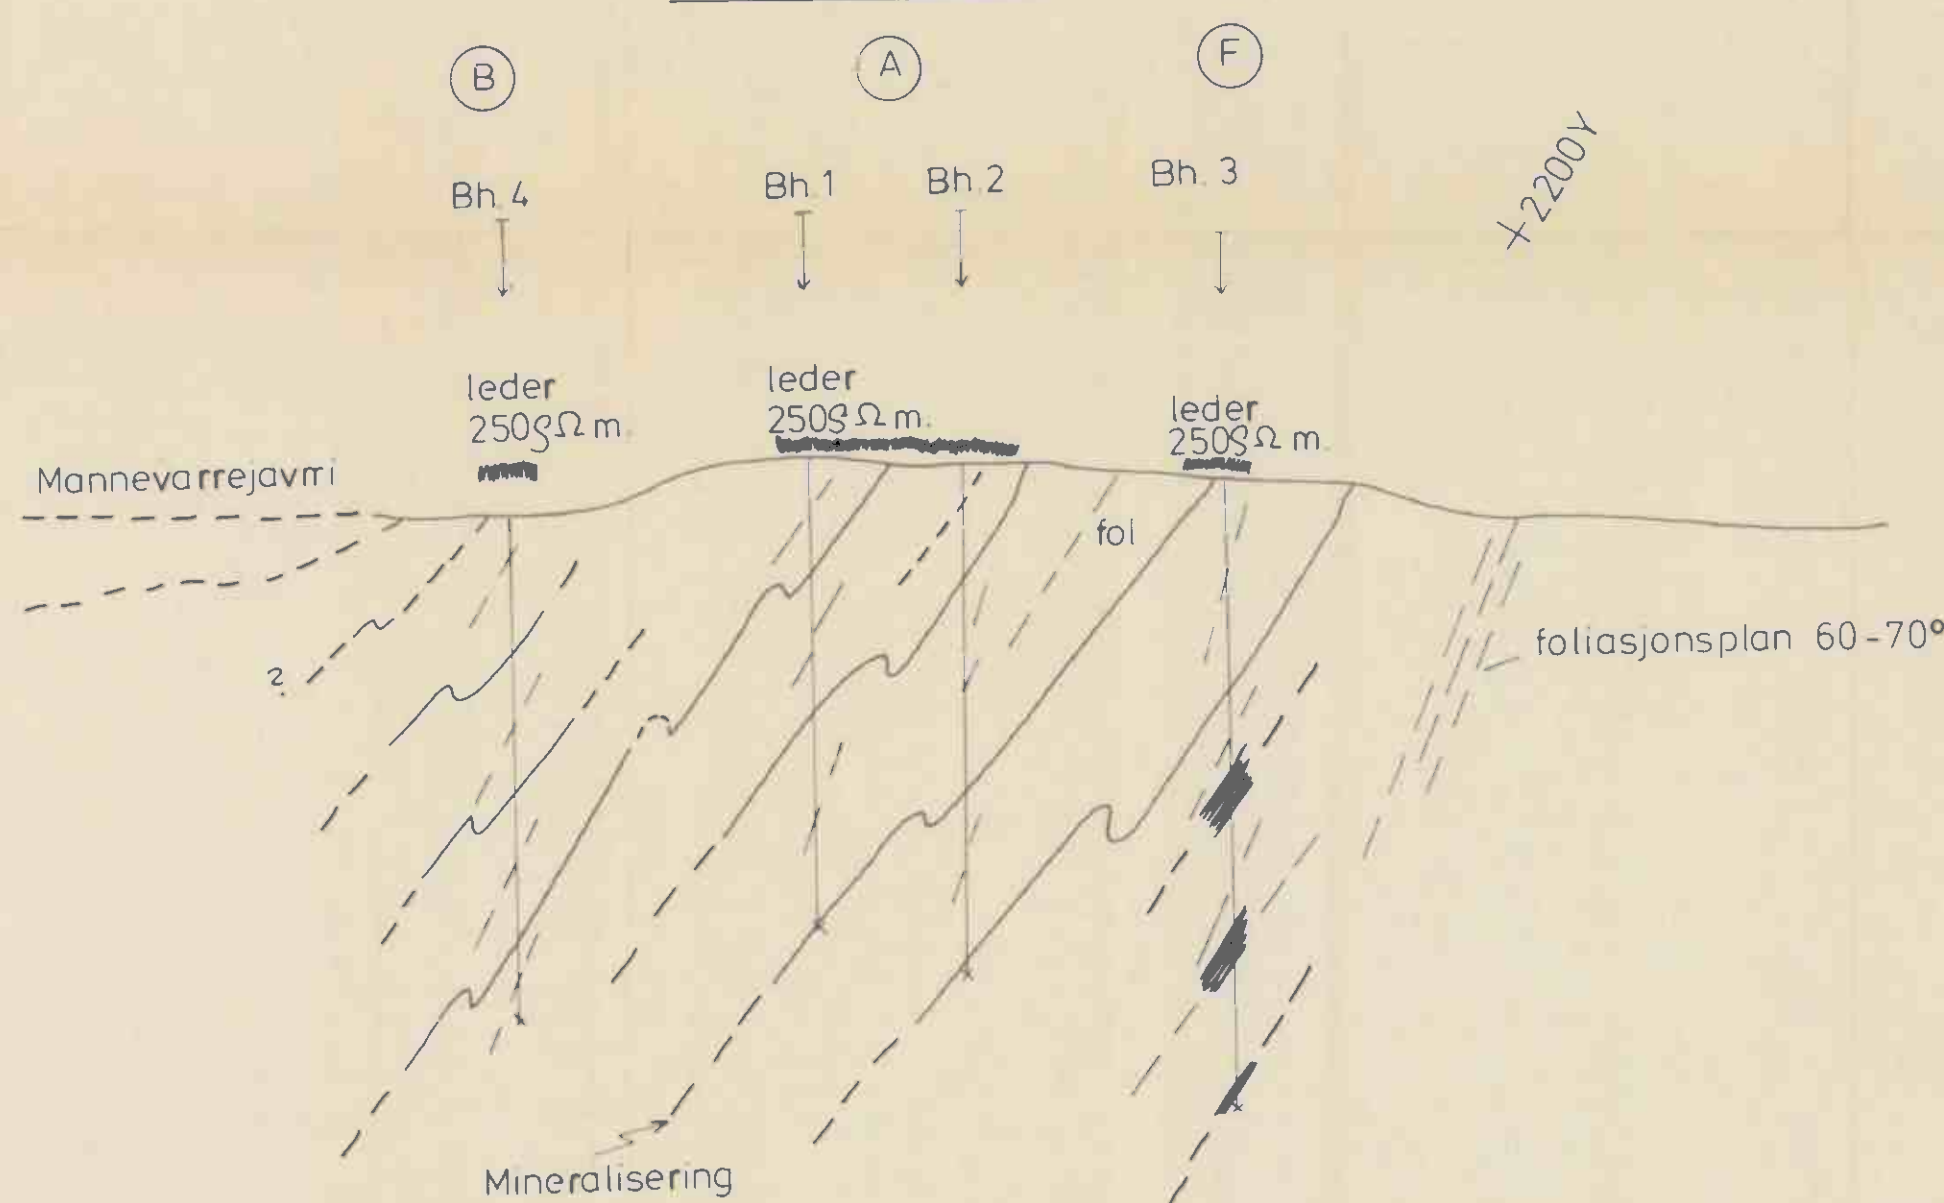 B
A
F
Bh. 4
Bh. 1
Bh. 2
Bh. 3
+2200Y
leder
250ϱΩm.
leder
250ϱΩm.
leder
250ϱΩm.
Mannevarrejavrri
fol
foliasjonsplan 60-70°
?
Mineralisering